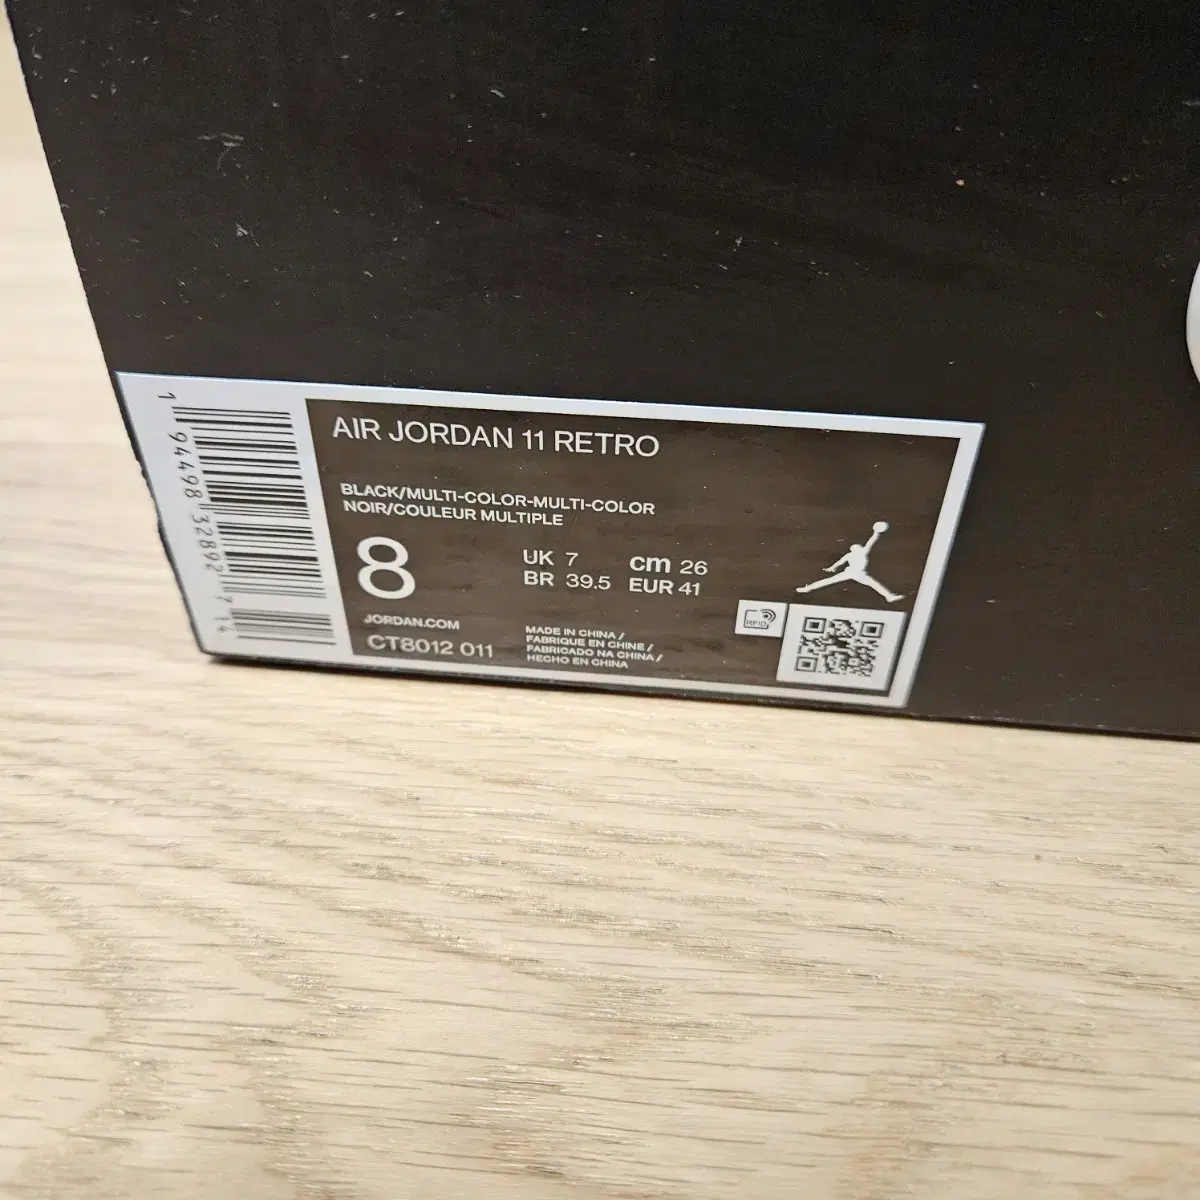 AIR JORDAN 11 RETRO
BLACK/MULTI-COLOR-MULTI-COLOR
NOIR/COULEUR MULTIPLE
8
UK 7 cm 26
BR 39.5 EUR 41
JORDAN.COM
CT8012 011
MADE IN CHINA /
FABRIQUE EN CHINE /
FABRICADO NA CHINA /
HECHO EN CHINA
RFID
1 94498 32892 7 14